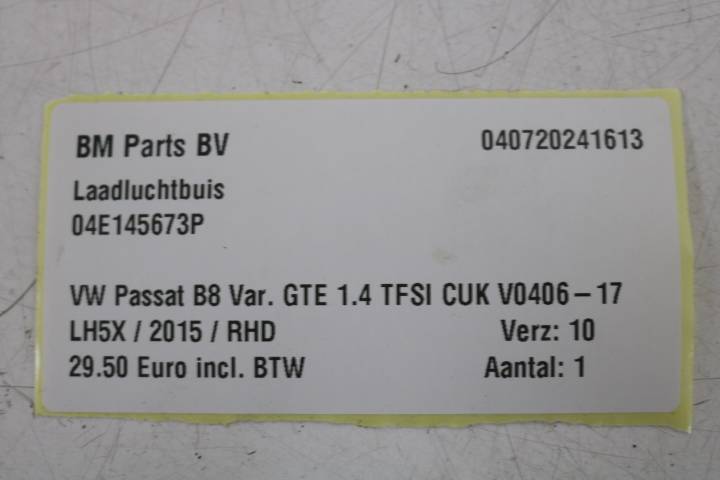 BM Parts BV 040720241613
Laadluchtbuis
04E145673P
VW Passat B8 Var. GTE 1.4 TFSI CUK V0406-17
LH5X / 2015 / RHD Verz: 10
29.50 Euro incl. BTW Aantal: 1